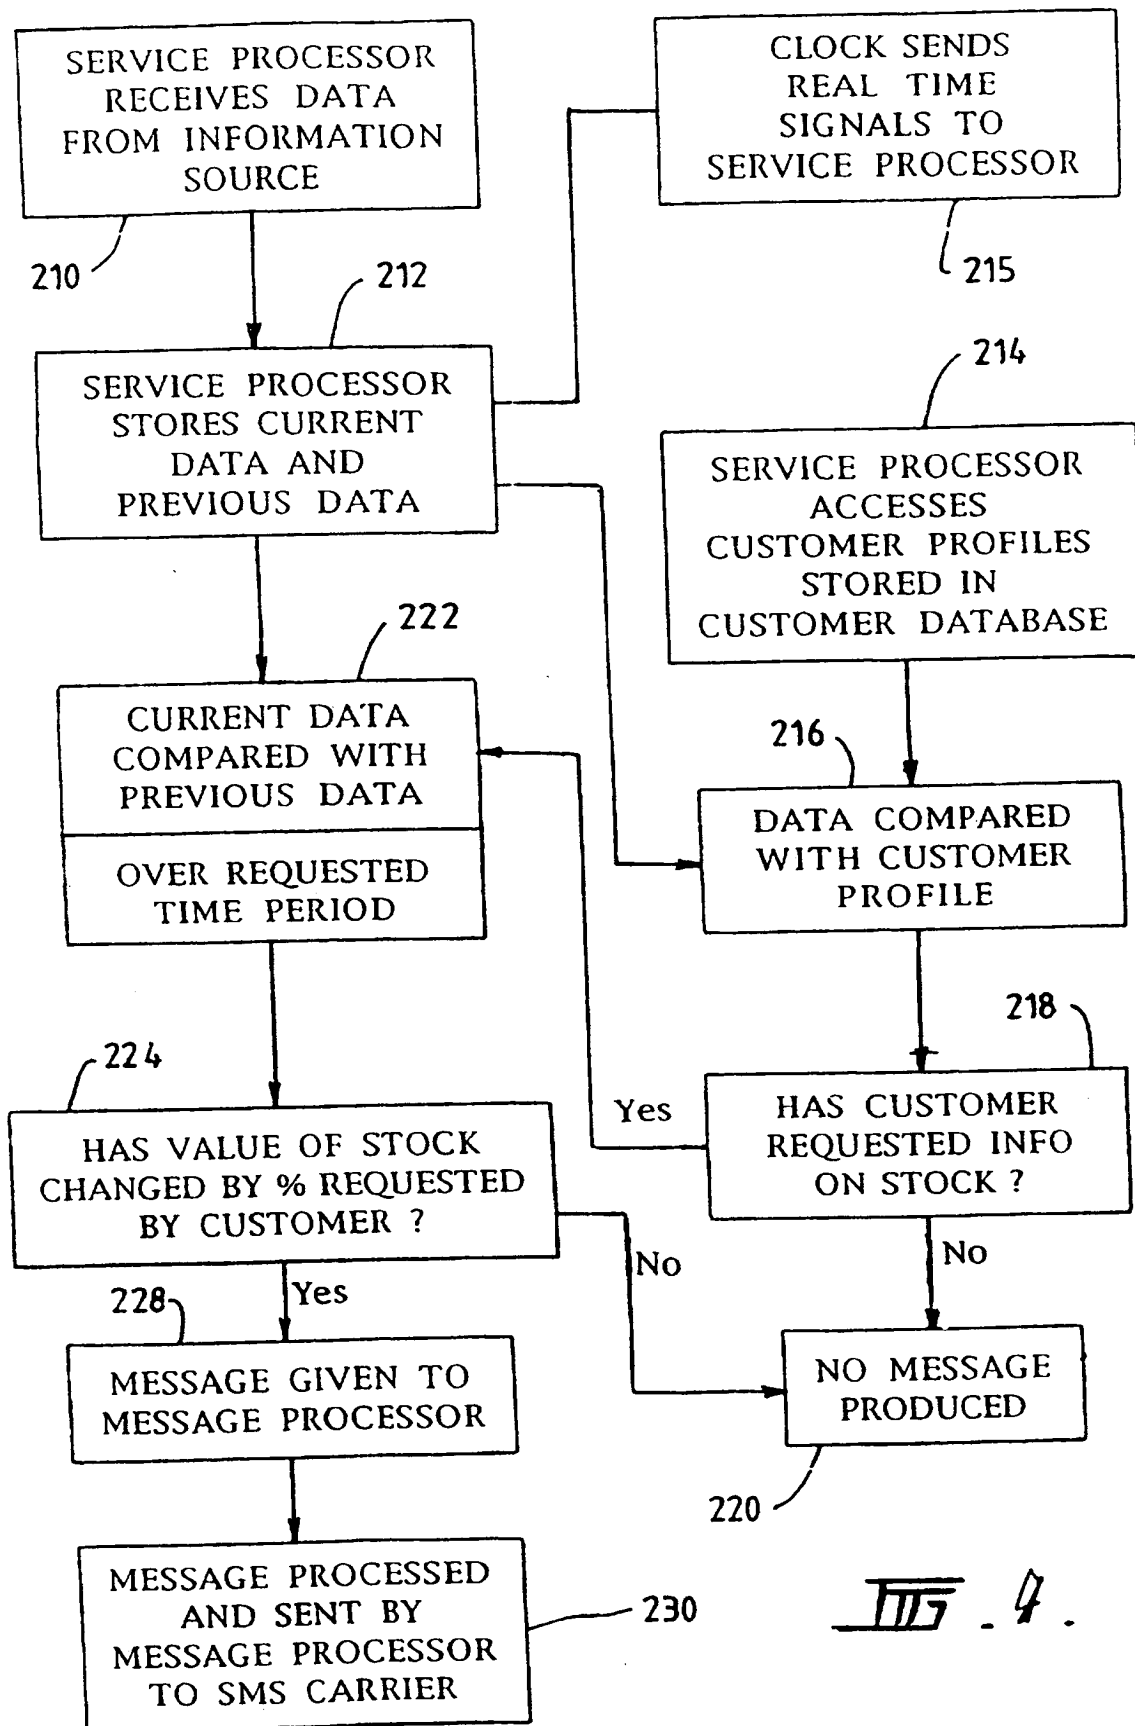 SERVICE PROCESSOR
RECEIVES DATA
FROM INFORMATION
SOURCE
210
CLOCK SENDS
REAL TIME
SIGNALS TO
SERVICE PROCESSOR
215
212
SERVICE PROCESSOR
STORES CURRENT
DATA AND
PREVIOUS DATA
214
SERVICE PROCESSOR
ACCESSES
CUSTOMER PROFILES
STORED IN
CUSTOMER DATABASE
222
CURRENT DATA
COMPARED WITH
PREVIOUS DATA
OVER REQUESTED
TIME PERIOD
216
DATA COMPARED
WITH CUSTOMER
PROFILE
218
HAS CUSTOMER
REQUESTED INFO
ON STOCK ?
Yes
No
224
HAS VALUE OF STOCK
CHANGED BY % REQUESTED
BY CUSTOMER ?
No
Yes
228
MESSAGE GIVEN TO
MESSAGE PROCESSOR
NO MESSAGE
PRODUCED
220
MESSAGE PROCESSED
AND SENT BY
MESSAGE PROCESSOR
TO SMS CARRIER
230
FIG. 4.